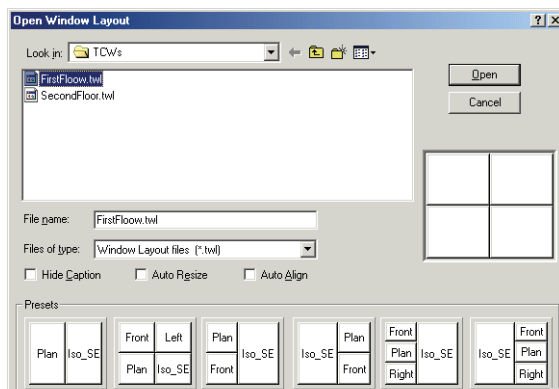 Open Window Layout
Look in: TCWs
FirstFloow.twl
SecondFloor.twl
Open
Cancel
File name: FirstFloow.twl
Files of type: Window Layout files (*.twl)
Hide Caption Auto Resize Auto Align
Presets
Plan Iso_SE
Front Left
Plan Iso_SE
Plan
Front
Iso_SE
Iso_SE
Plan
Front
Front
Plan
Right
Iso_SE
Iso_SE
Front
Plan
Right